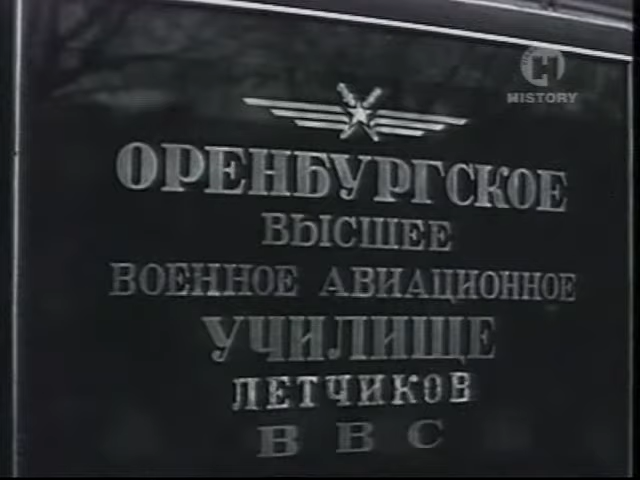 HISTORY
ОРЕНБУРГСКОЕ
ВЫСШЕЕ
ВОЕННОЕ АВИАЦИОННОЕ
УЧИЛИЩЕ
ЛЕТЧИКОВ
ВВС